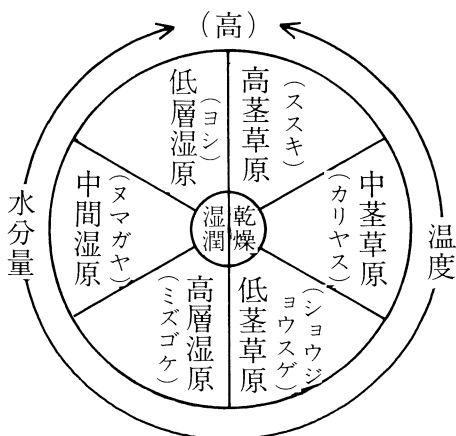 (高)
高茎草原
(ススキ)
低層湿原
(ヨシ)
中茎草原
(カリヤス)
中間湿原
(ヌマガヤ)
乾燥
湿潤
低茎草原
(ショウジ
ョウスゲ)
高層湿原
(ミズゴケ)
水分量
温度